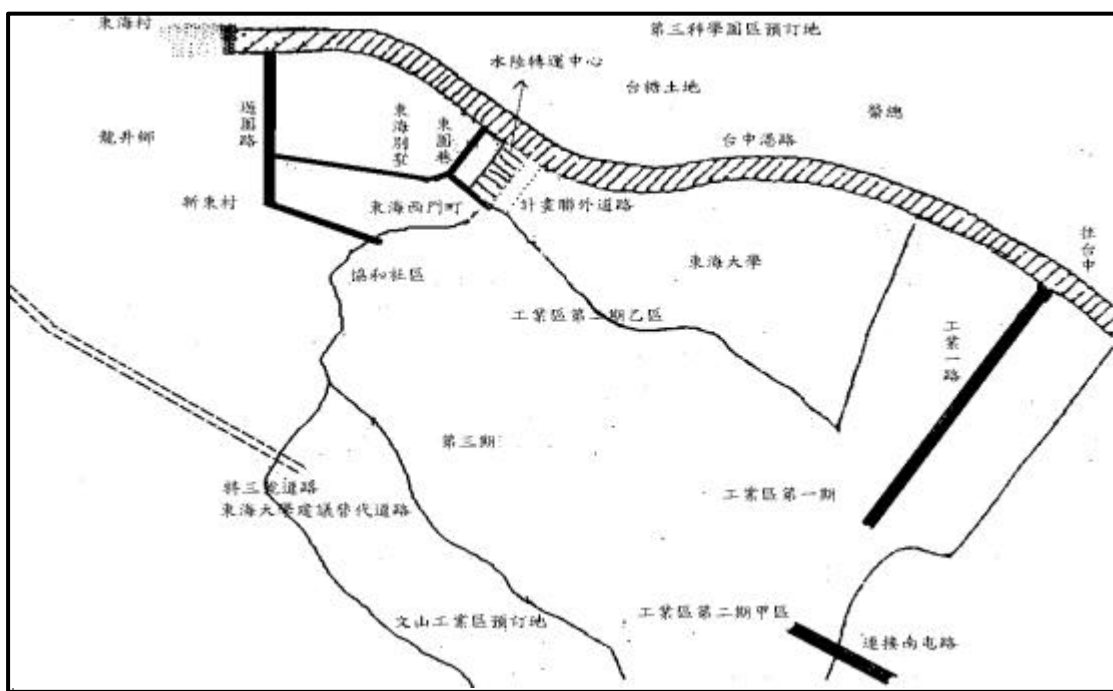 東海村
第三科學園區預訂地
水陸轉運中心
台糖土地
榮總
台中港路
龍井鄉
遊園路
東海別墅
東園巷
往台中
新東村
東海西門町
計畫聯外道路
東海大學
協和社區
工業區第二期乙區
工業一路
第三期
工業區第一期
特三號道路
東海大學建議替代道路
文山工業區預訂地
工業區第二期甲區
連接南屯路